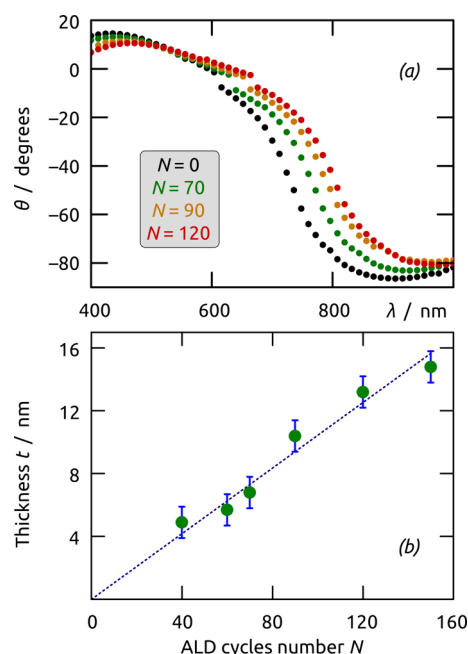 20
0
−20
−40
−60
−80
θ / degrees
(a)
N = 0
N = 70
N = 90
N = 120
400
600
800
λ / nm
16
12
8
4
Thickness t / nm
(b)
0
40
80
120
160
ALD cycles number N